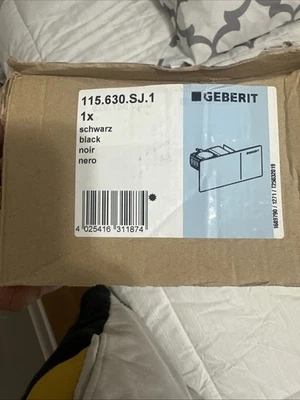 115.630.SJ.1
1x
schwarz
black
noir
nero
GEBERIT
4 025416 311874